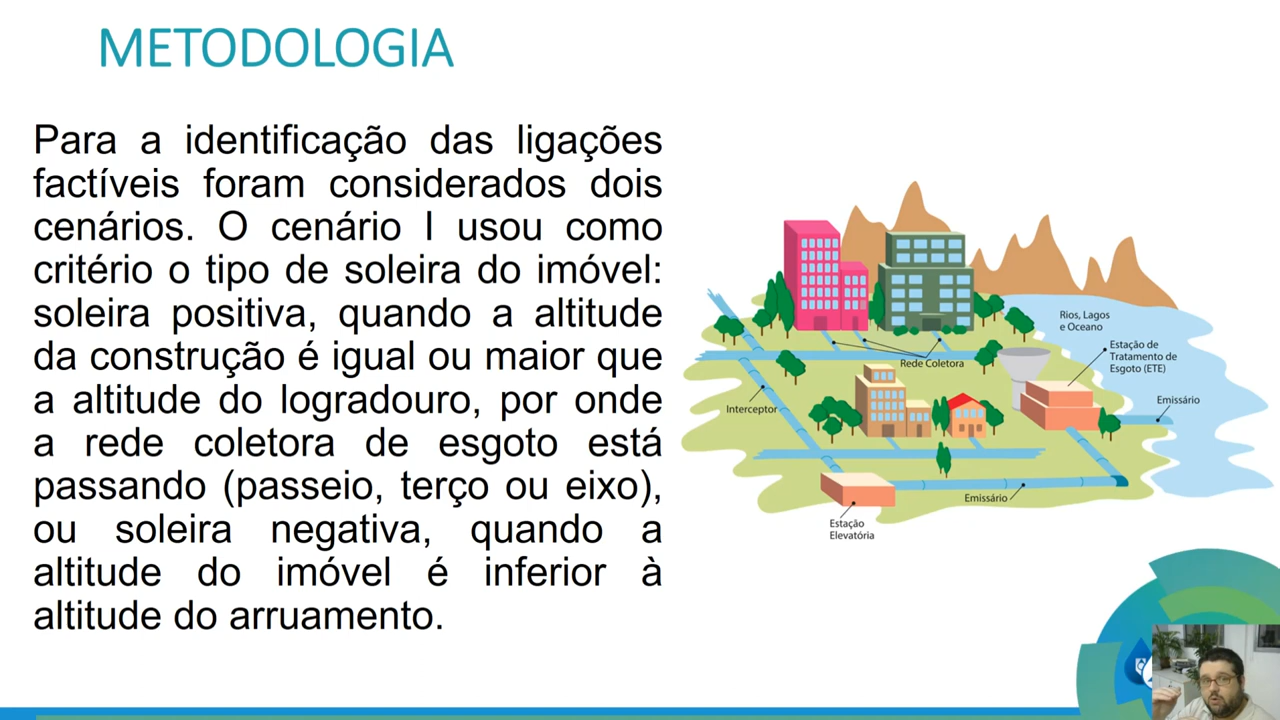 METODOLOGIA
Para a identificação das ligações
factíveis foram considerados dois
cenários. O cenário I usou como
critério o tipo de soleira do imóvel:
soleira positiva, quando a altitude
da construção é igual ou maior que
a altitude do logradouro, por onde
a rede coletora de esgoto está
passando (passeio, terço ou eixo),
ou soleira negativa, quando a
altitude do imóvel é inferior à
altitude do arruamento.
Rios, Lagos
e Oceano
Estação de
Tratamento de
Esgoto (ETE)
Rede Coletora
Emissário
Interceptor
Emissário
Estação
Elevatória